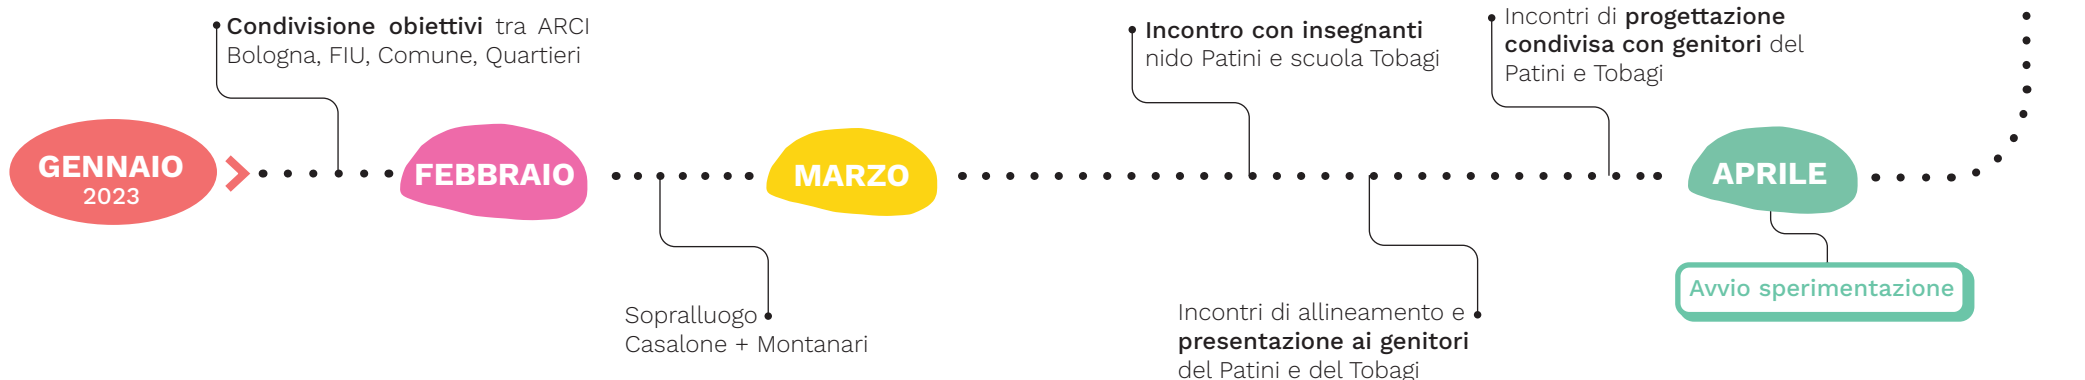 Condivisione obiettivi tra ARCI
Bologna, FIU, Comune, Quartieri
Incontro con insegnanti
nido Patini e scuola Tobagi
Incontri di progettazione
condivisa con genitori del
Patini e Tobagi
GENNAIO
2023
FEBBRAIO
MARZO
APRILE
Sopralluogo
Casalone + Montanari
Incontri di allineamento e
presentazione ai genitori
del Patini e del Tobagi
Avvio sperimentazione